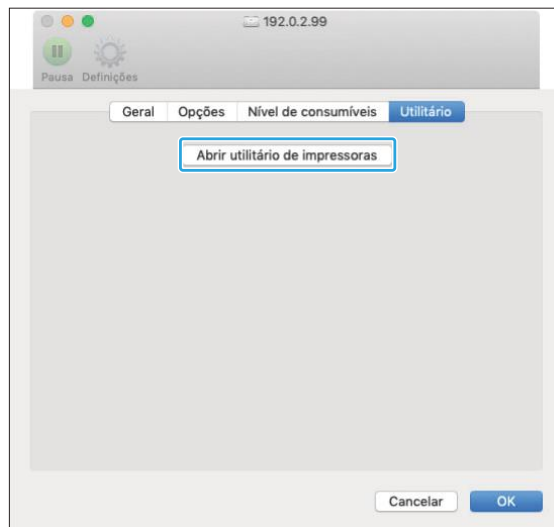 192.0.2.99
Pausa Definições
Geral Opções Nível de consumíveis Utilitário
Abrir utilitário de impressoras
Cancelar OK